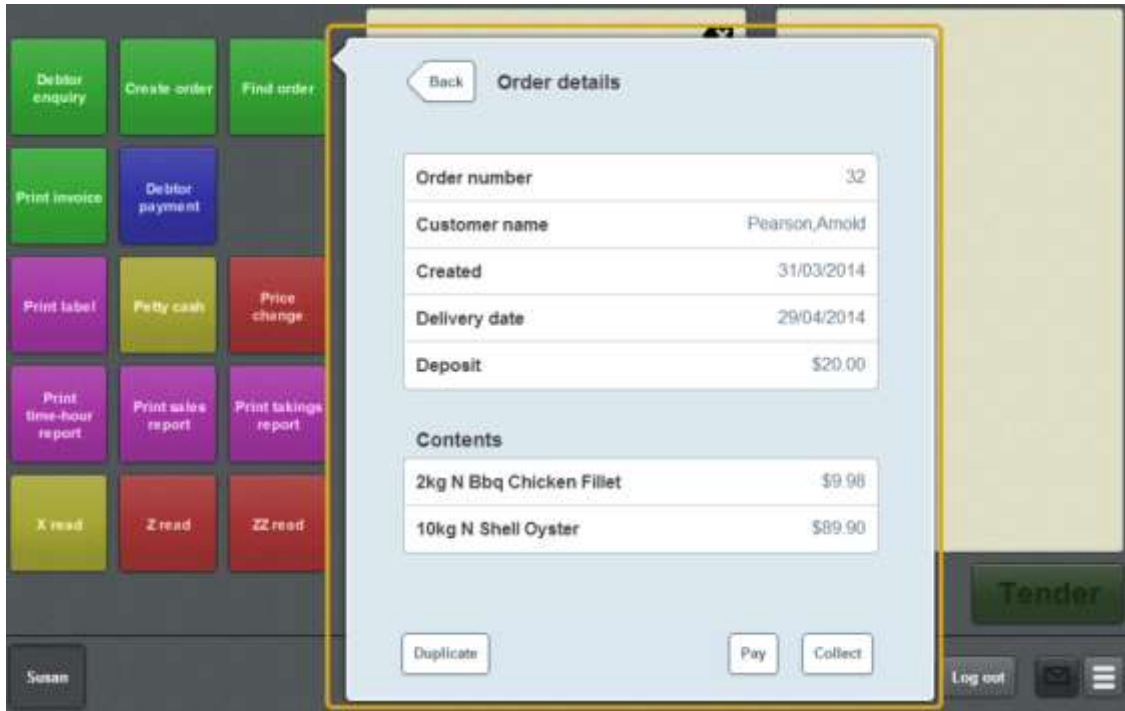 Debtor
enquiry
Create order
Find order
Print invoice
Debtor
payment
Print label
Petty cash
Price
change
Print
time-hour
report
Print sales
report
Print takings
report
X read
Z read
ZZ read
Susan
Back
Order details
Order number 32
Customer name Pearson,Arnold
Created 31/03/2014
Delivery date 29/04/2014
Deposit $20.00
Contents
2kg N Bbq Chicken Fillet $9.98
10kg N Shell Oyster $89.90
Duplicate
Pay
Collect
Tender
Log out